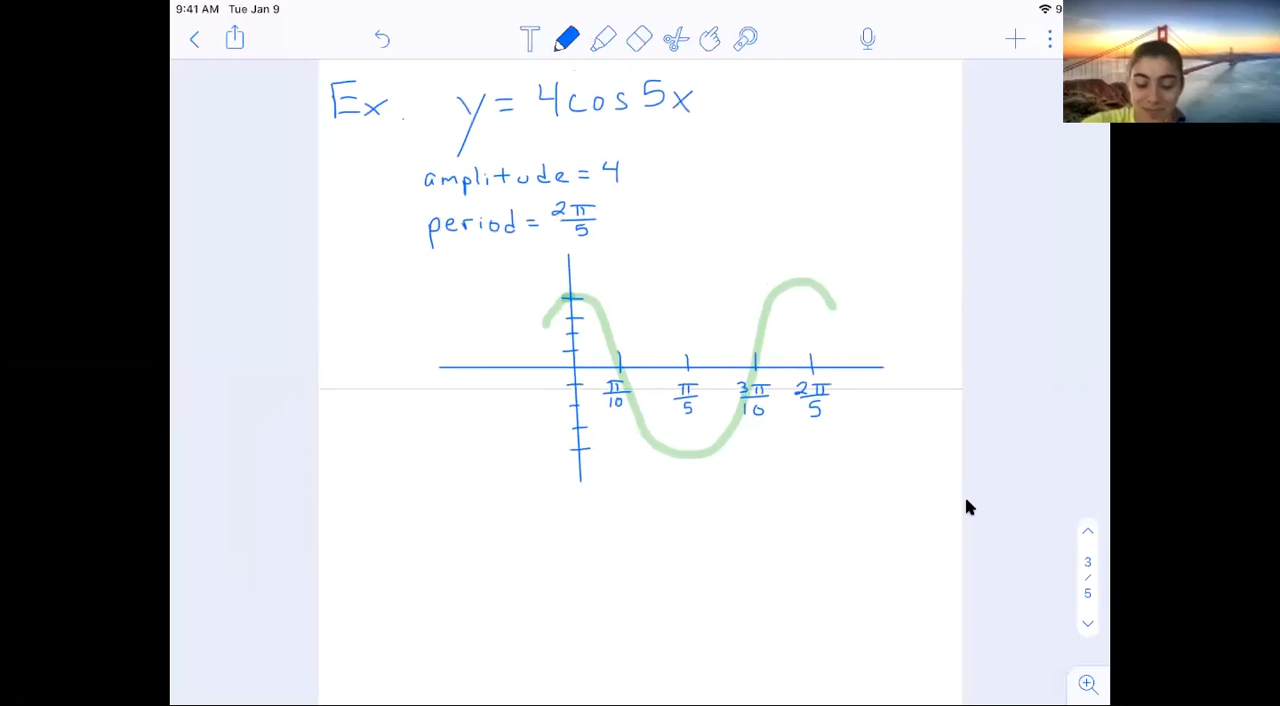 9:41 AM Tue Jan 9
9
T
Ex. y = 4cos 5x
amplitude = 4
period = 2π/5
π/10 π/5 3π/10 2π/5
3
/
5